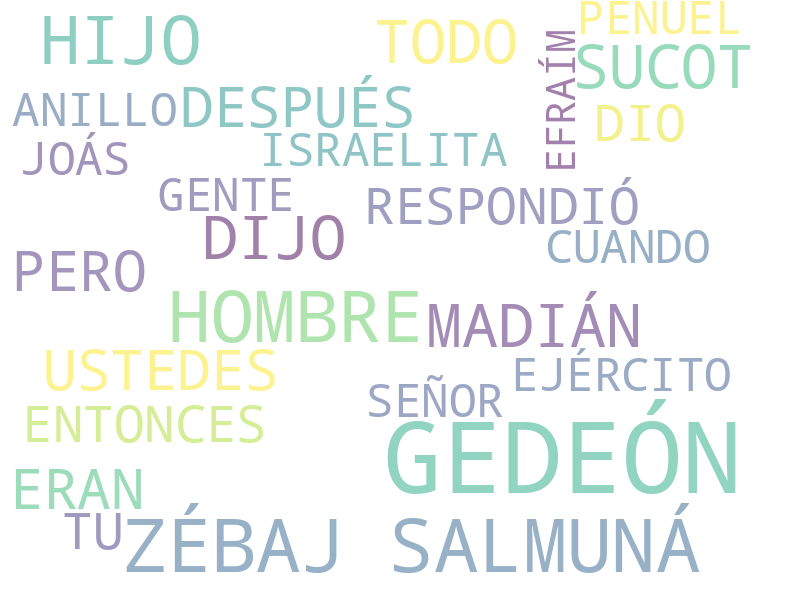 HIJO TODO PENUEL
EFRAÍM SUCOT
ANILLO DESPUÉS DIO
JOÁS ISRAELITA
GENTE RESPONDIÓ
DIJO CUANDO
PERO
HOMBRE MADIÁN
USTEDES EJÉRCITO
ENTONCES SEÑOR
GEDEÓN
ERAN
TU ZÉBAJ SALMUNÁ